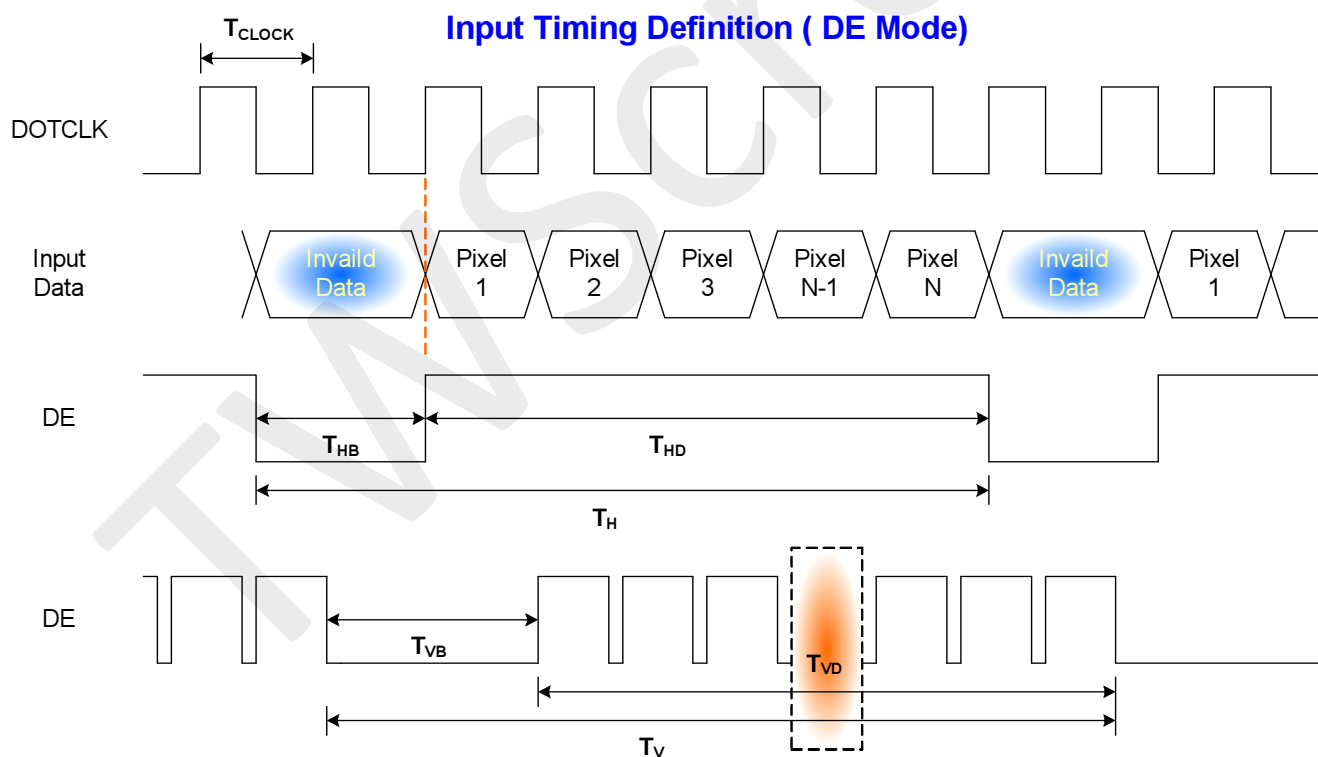 Input Timing Definition ( DE Mode)
TCLOCK
DOTCLK
Input
Data
Invaild
Data
Pixel
1
Pixel
2
Pixel
3
Pixel
N-1
Pixel
N
Invaild
Data
Pixel
1
DE
THB
THD
TH
DE
TVB
TVD
TV
TWScr